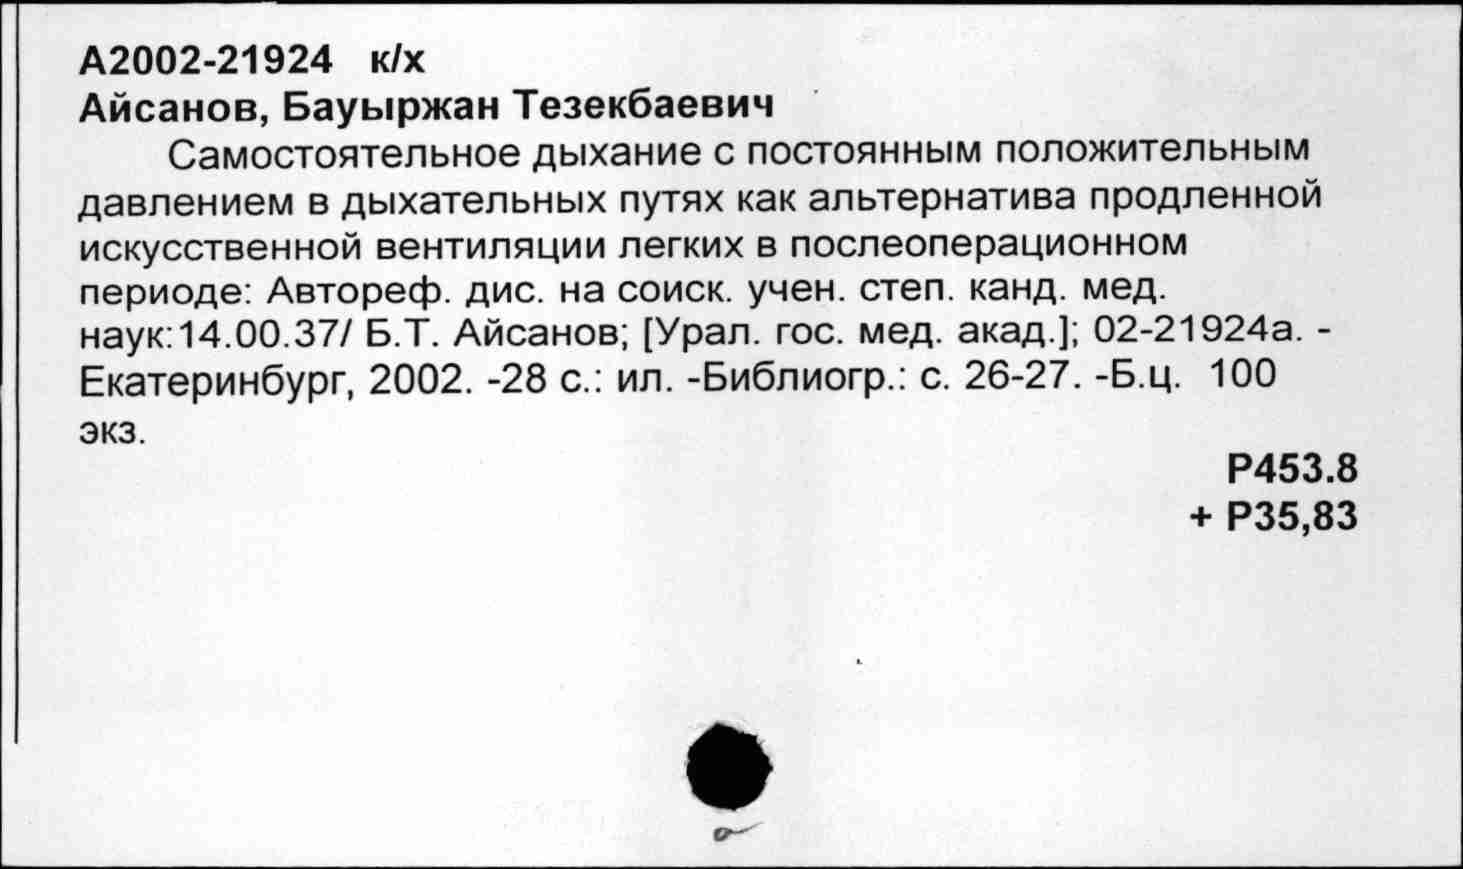 А2002-21924 к/х
Айсанов, Бауыржан Тезекбаевич
Самостоятельное дыхание с постоянным положительным
давлением в дыхательных путях как альтернатива продленной
искусственной вентиляции легких в послеоперационном
периоде: Автореф. дис. на соиск. учен. степ. канд. мед.
наук:14.00.37/ Б.Т. Айсанов; [Урал. гос. мед. акад.]; 02-21924а. -
Екатеринбург, 2002. -28 с.: ил. -Библиогр.: с. 26-27. -Б.ц. 100
экз.
Р453.8
+ Р35,83